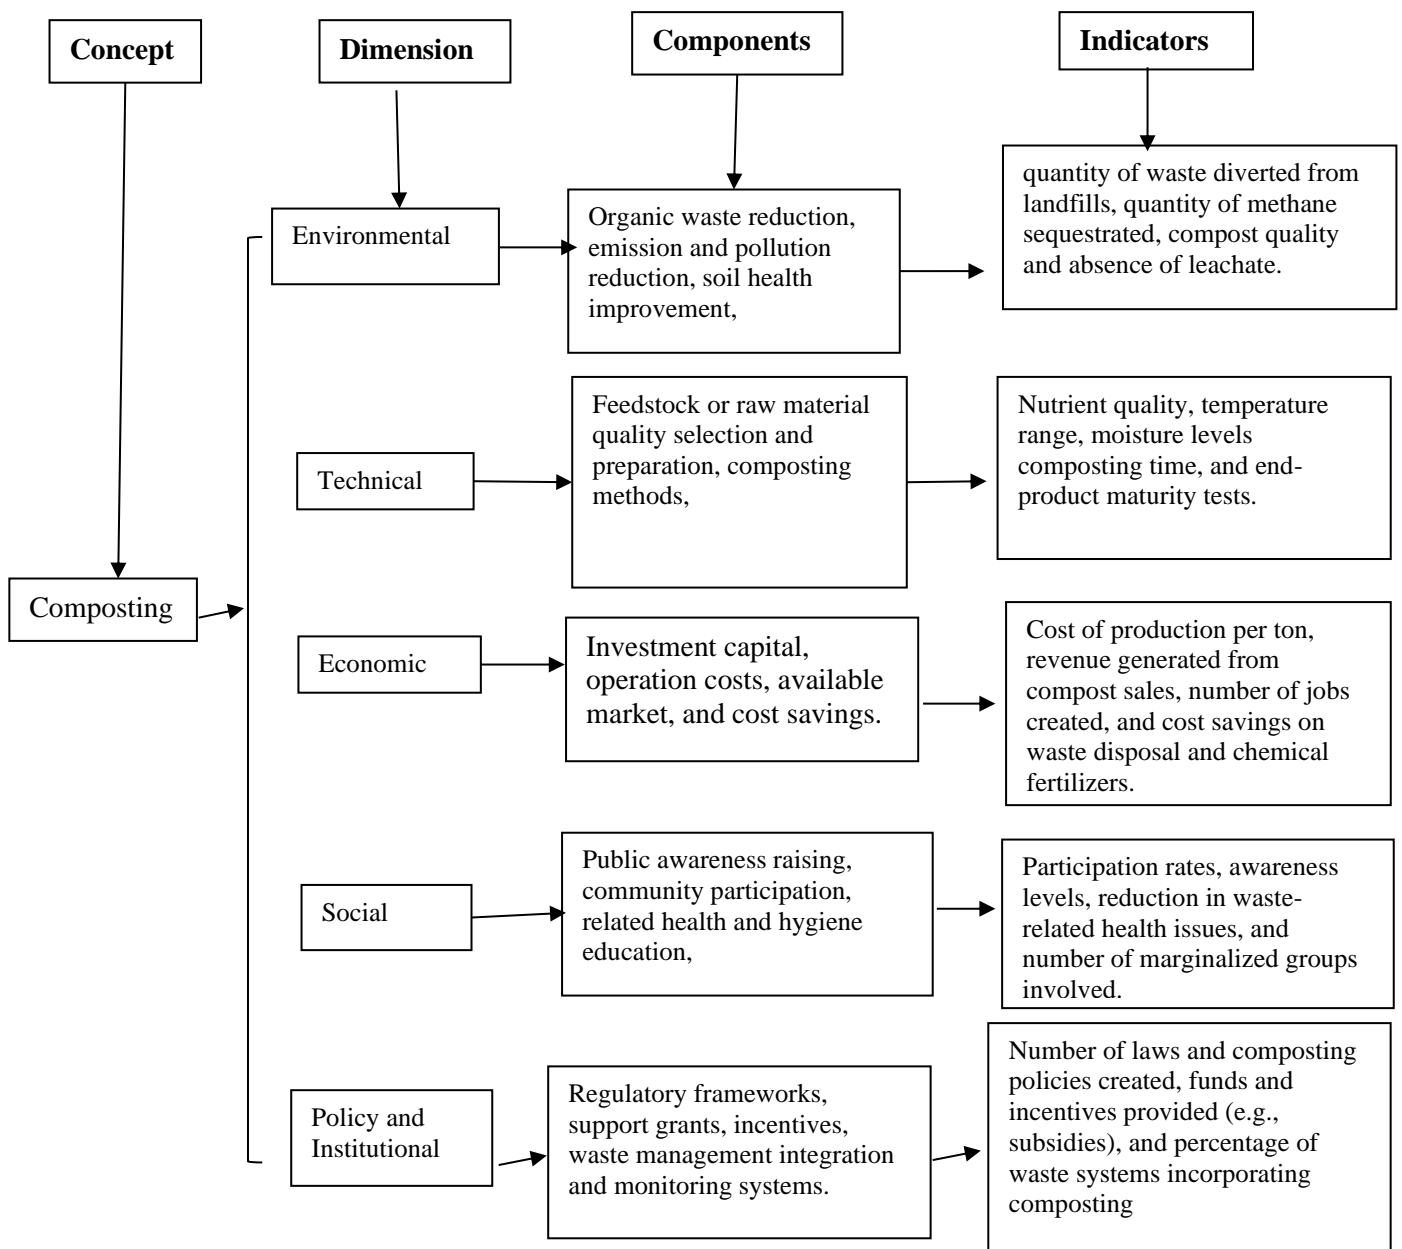 Concept
Dimension
Components
Indicators
Environmental
Organic waste reduction,
emission and pollution
reduction, soil health
improvement,
quantity of waste diverted from
landfills, quantity of methane
sequestrated, compost quality
and absence of leachate.
Technical
Feedstock or raw material
quality selection and
preparation, composting
methods,
Nutrient quality, temperature
range, moisture levels
composting time, and end-
product maturity tests.
Composting
Economic
Investment capital,
operation costs, available
market, and cost savings.
Cost of production per ton,
revenue generated from
compost sales, number of jobs
created, and cost savings on
waste disposal and chemical
fertilizers.
Social
Public awareness raising,
community participation,
related health and hygiene
education,
Participation rates, awareness
levels, reduction in waste-
related health issues, and
number of marginalized groups
involved.
Policy and
Institutional
Regulatory frameworks,
support grants, incentives,
waste management integration
and monitoring systems.
Number of laws and composting
policies created, funds and
incentives provided (e.g.,
subsidies), and percentage of
waste systems incorporating
composting